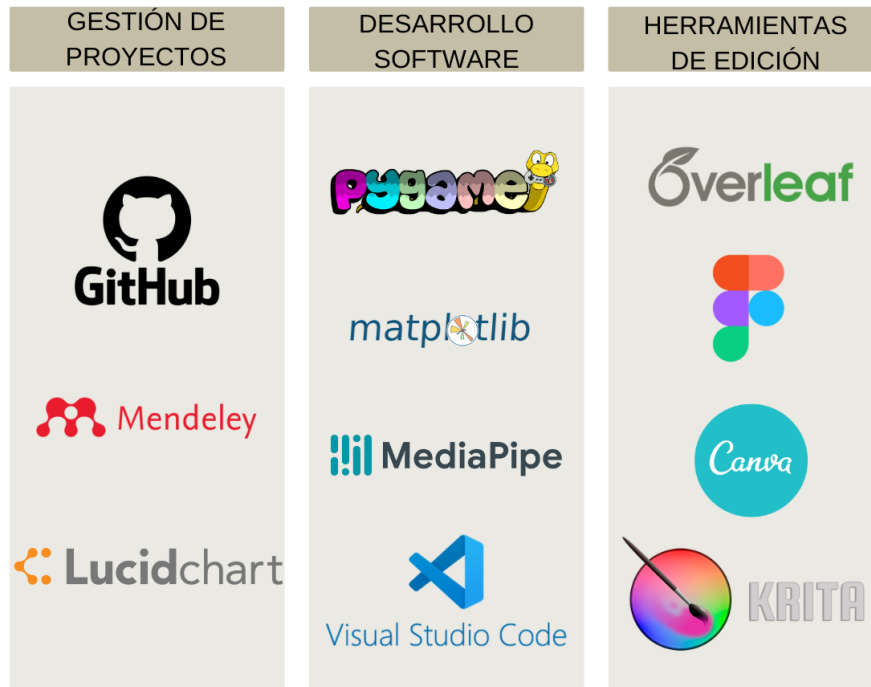 GESTIÓN DE
PROYECTOS
GitHub
Mendeley
Lucidchart
DESARROLLO
SOFTWARE
pygame
matplotlib
MediaPipe
Visual Studio Code
HERRAMIENTAS
DE EDICIÓN
Overleaf
Canva
KRITA